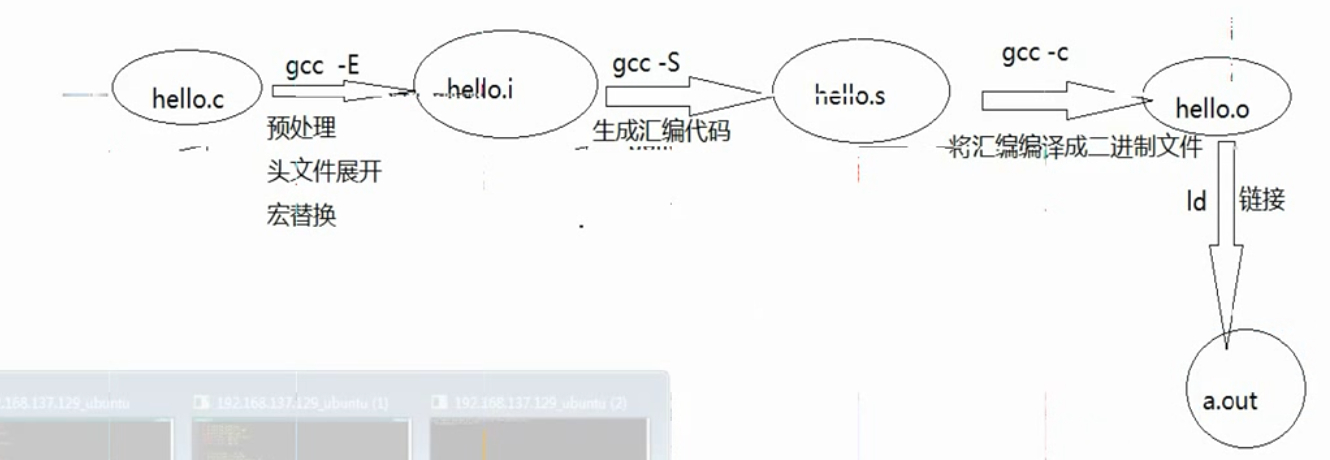 hello.c
gcc -E
预处理
头文件展开
宏替换
hello.i
gcc -S
生成汇编代码
hello.s
gcc -c
将汇编编译成二进制文件
hello.o
ld
链接
a.out
.168.137.129_ubuntu
192.168.137.129_ubuntu (1)
192.168.137.129_ubuntu (2)